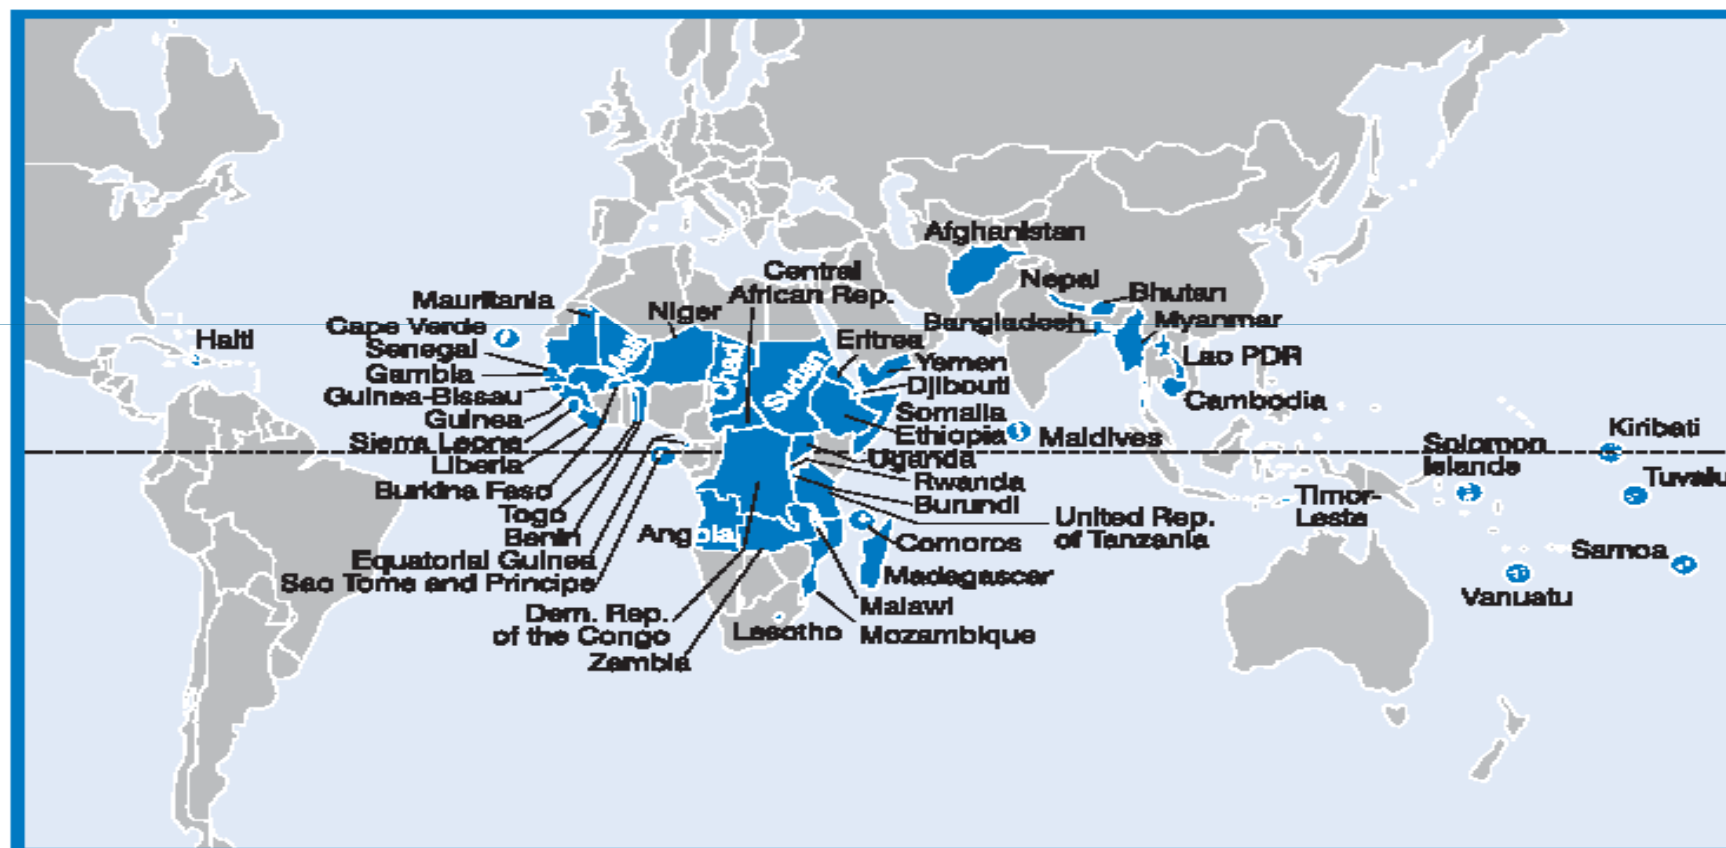 Afghanistan
Central
African Rep.
Nepal
Bhutan
Mauritania
Niger
Cape Verde
Bangladesh
Myanmar
Haiti
Senegal
Mali
Chad
Sudan
Eritrea
Yemen
Lao PDR
Gambia
Djibouti
Guinea-Bissau
Cambodia
Guinea
Somalia
Sierra Leone
Ethiopia
Maldives
Kiribati
Liberia
Uganda
Solomon
Islands
Burkina Faso
Rwanda
Tuvalu
Togo
Burundi
Timor-
Leste
Benin
Angola
United Rep.
of Tanzania
Equatorial Guinea
Comoros
Samoa
Sao Tome and Principe
Madagascar
Vanuatu
Dem. Rep.
of the Congo
Malawi
Lesotho
Mozambique
Zambia